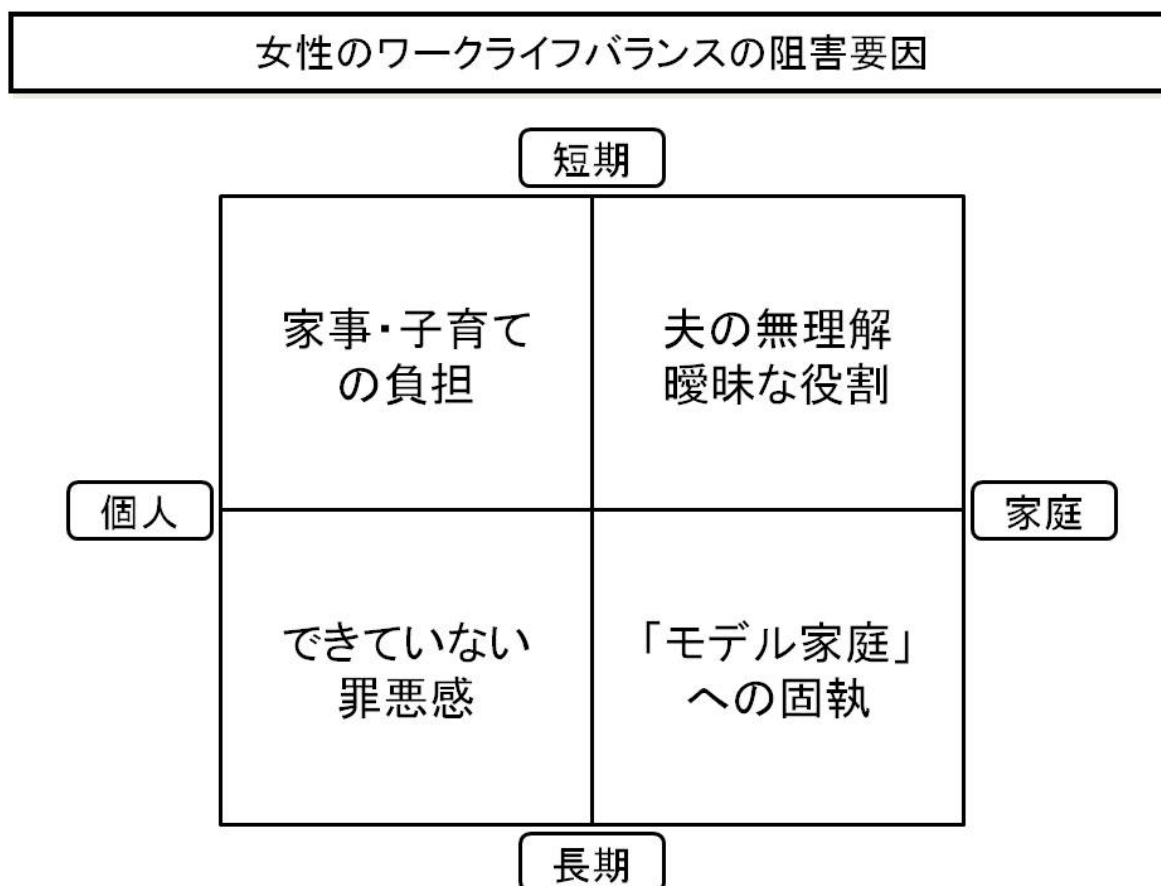 女性のワークライフバランスの阻害要因
短期
家事・子育て
の負担
夫の無理解
曖昧な役割
個人
家庭
できていない
罪悪感
「モデル家庭」
への固執
長期